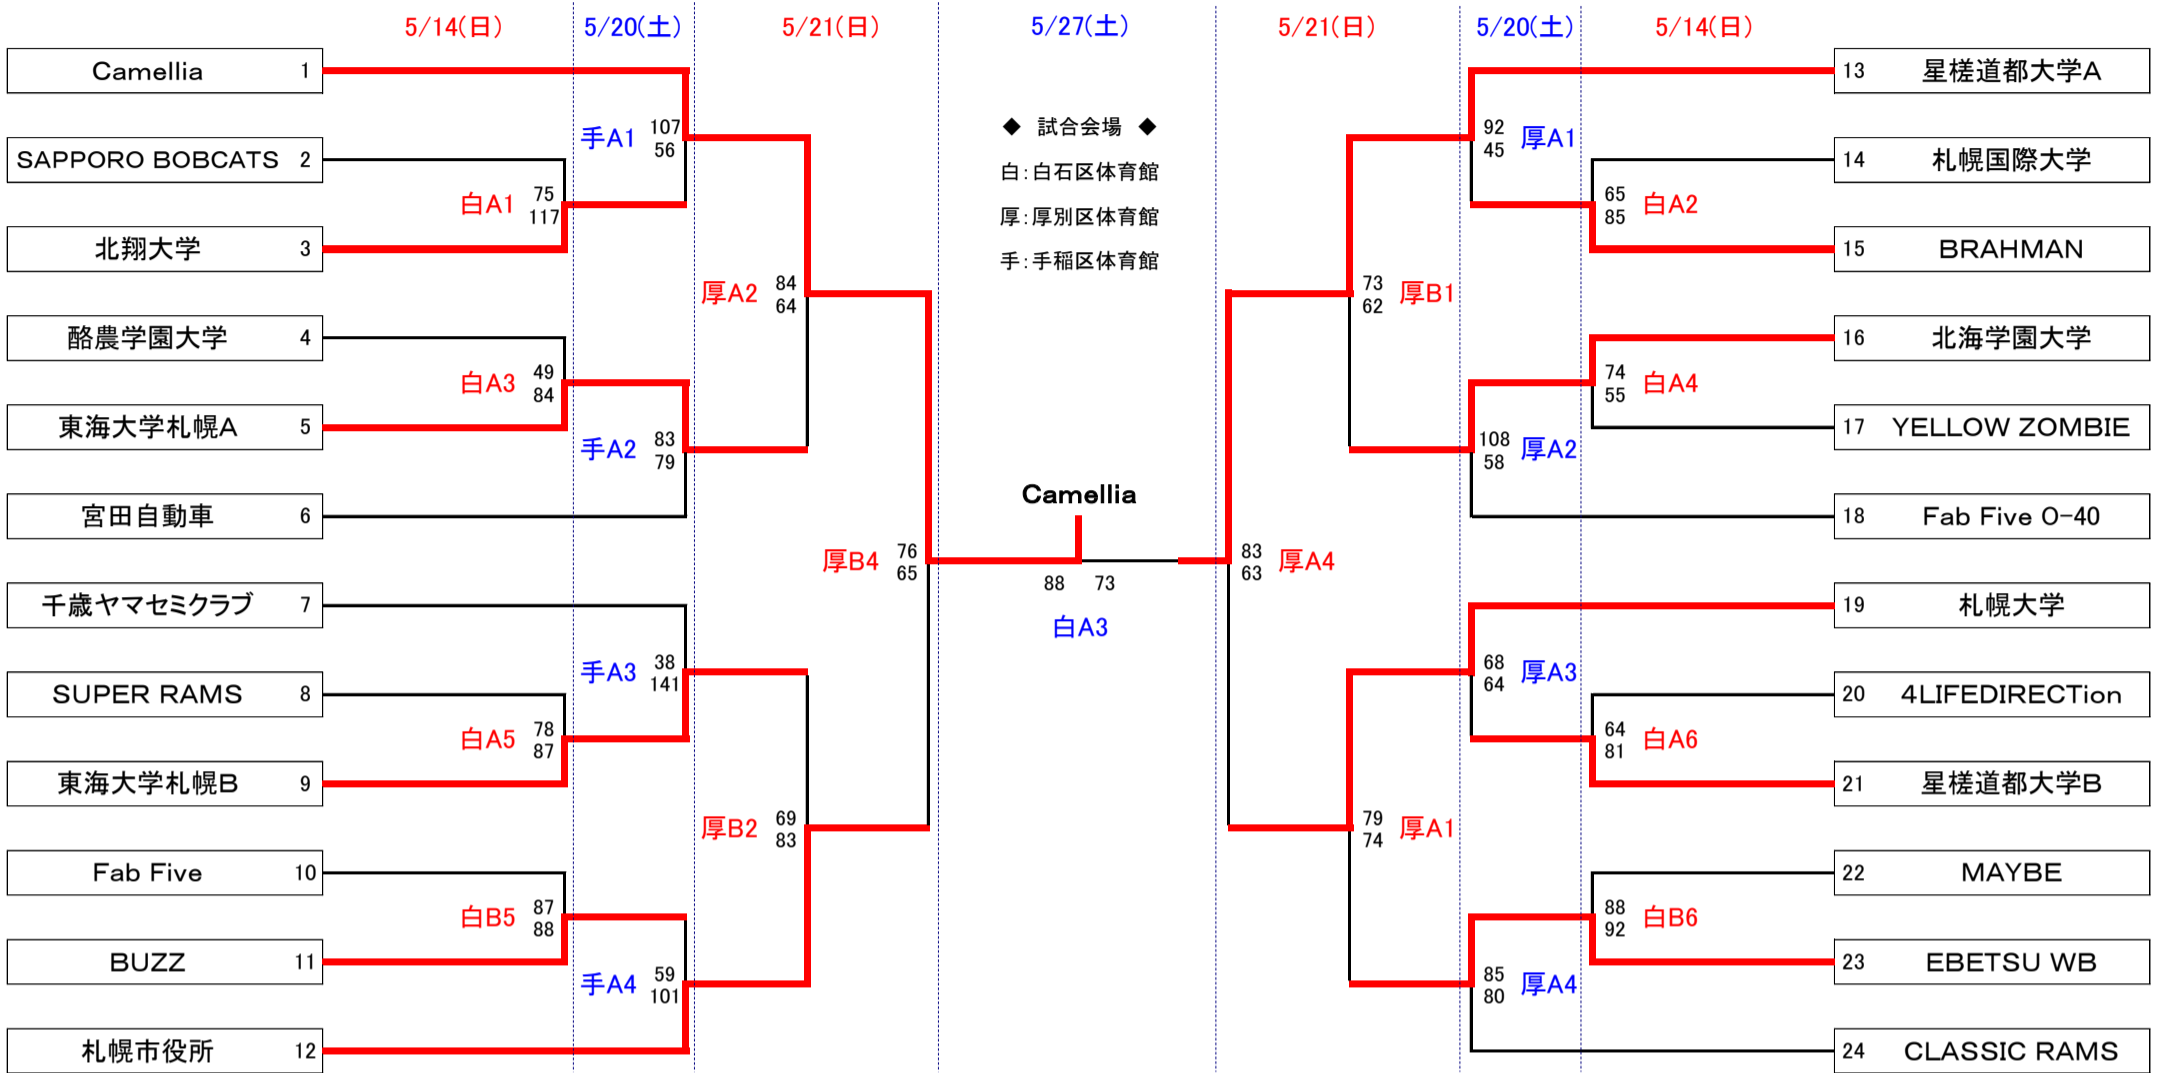 5/14(日) 5/20(土) 5/21(日) 5/27(土) 5/21(日) 5/20(土) 5/14(日)
Camellia 1
SAPPORO BOBCATS 2
北翔大学 3
酪農学園大学 4
東海大学札幌A 5
宮田自動車 6
千歳ヤマセミクラブ 7
SUPER RAMS 8
東海大学札幌B 9
Fab Five 10
BUZZ 11
札幌市役所 12
白A1 75
117
白A3 49
84
白A5 78
87
白B5 87
88
手A1 107
56
手A2 83
79
手A3 38
141
手A4 59
101
厚A2 84
64
厚B2 69
83
厚B4 76
65
◆ 試合会場 ◆
白:白石区体育館
厚:厚別区体育館
手:手稲区体育館
Camellia
88 73
白A3
83 厚A4
63
73 厚B1
62
79 厚A1
74
92 厚A1
45
108 厚A2
58
68 厚A3
64
85 厚A4
80
65 白A2
85
74 白A4
55
64 白A6
81
88 白B6
92
13 星槎道都大学A
14 札幌国際大学
15 BRAHMAN
16 北海学園大学
17 YELLOW ZOMBIE
18 Fab Five O-40
19 札幌大学
20 4LIFEDIRECTion
21 星槎道都大学B
22 MAYBE
23 EBETSU WB
24 CLASSIC RAMS